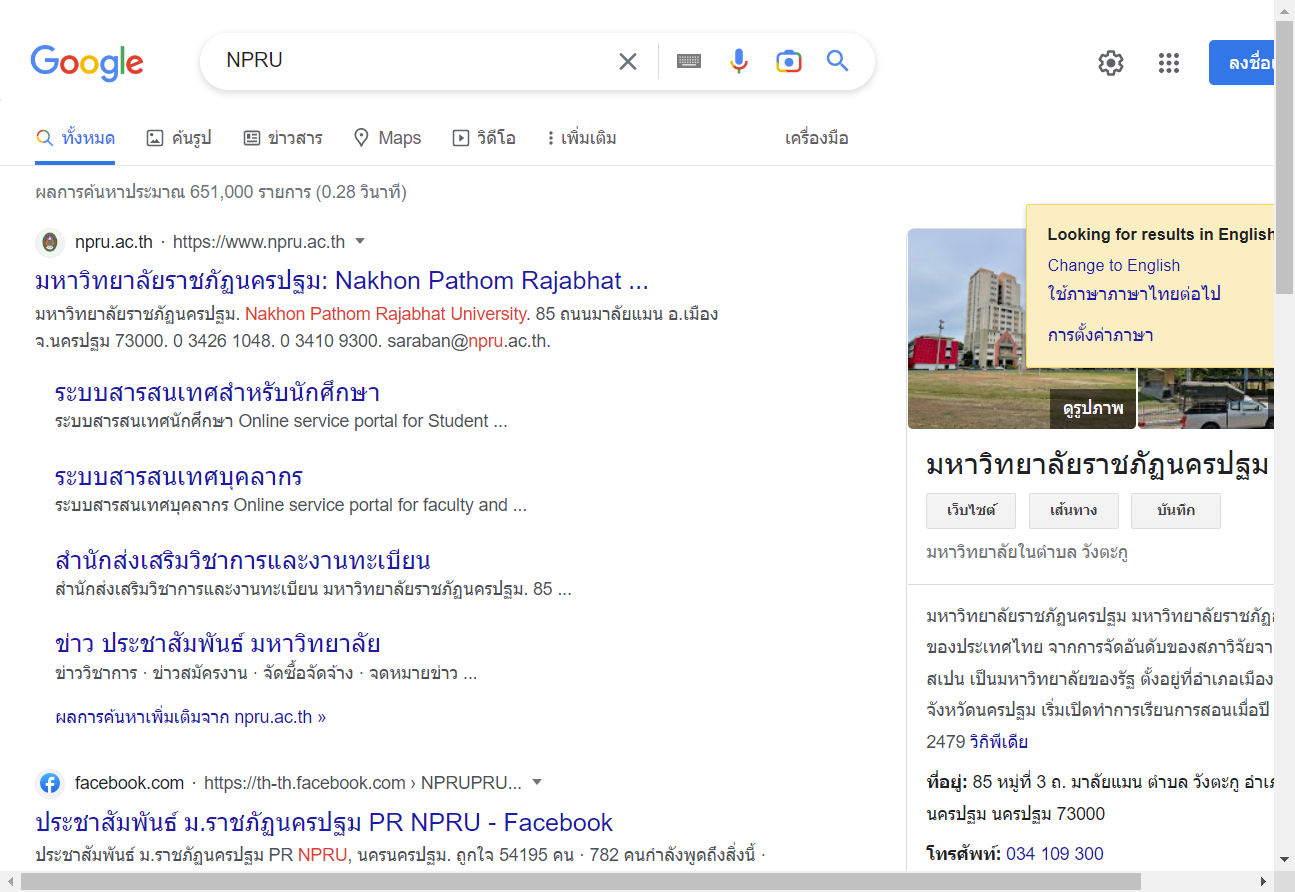 Google
NPRU
ลงชื่อเ
ทั้งหมด
ค้นรูป
ข่าวสาร
Maps
วิดีโอ
เพิ่มเติม
เครื่องมือ
ผลการค้นหาประมาณ 651,000 รายการ (0.28 วินาที)
npru.ac.th · https://www.npru.ac.th
มหาวิทยาลัยราชภัฏนครปฐม: Nakhon Pathom Rajabhat ...
มหาวิทยาลัยราชภัฏนครปฐม. Nakhon Pathom Rajabhat University. 85 ถนนมาลัยแมน อ.เมือง
จ.นครปฐม 73000. 0 3426 1048. 0 3410 9300. saraban@npru.ac.th.
ระบบสารสนเทศสำหรับนักศึกษา
ระบบสารสนเทศนักศึกษา Online service portal for Student ...
ระบบสารสนเทศบุคลากร
ระบบสารสนเทศบุคลากร Online service portal for faculty and ...
สำนักส่งเสริมวิชาการและงานทะเบียน
สำนักส่งเสริมวิชาการและงานทะเบียน มหาวิทยาลัยราชภัฏนครปฐม. 85 ...
ข่าว ประชาสัมพันธ์ มหาวิทยาลัย
ข่าววิชาการ · ข่าวสมัครงาน · จัดซื้อจัดจ้าง · จดหมายข่าว ...
ผลการค้นหาเพิ่มเติมจาก npru.ac.th »
facebook.com · https://th-th.facebook.com › NPRUPRU...
ประชาสัมพันธ์ ม.ราชภัฏนครปฐม PR NPRU - Facebook
ประชาสัมพันธ์ ม.ราชภัฏนครปฐม PR NPRU, นครนครปฐม. ถูกใจ 54195 คน · 782 คนกำลังพูดถึงสิ่งนี้ ·
Looking for results in English
Change to English
ใช้ภาษาภาษาไทยต่อไป
การตั้งค่าภาษา
ดูรูปภาพ
มหาวิทยาลัยราชภัฏนครปฐม
เว็บไซต์
เส้นทาง
บันทึก
มหาวิทยาลัยในตำบล วังตะกู
มหาวิทยาลัยราชภัฏนครปฐม มหาวิทยาลัยราชภัฏ
ของประเทศไทย จากการจัดอันดับของสภาวิจัยจา
สเปน เป็นมหาวิทยาลัยของรัฐ ตั้งอยู่ที่อำเภอเมือง
จังหวัดนครปฐม เริ่มเปิดทำการเรียนการสอนเมื่อปี
2479 วิกิพีเดีย
ที่อยู่: 85 หมู่ที่ 3 ถ. มาลัยแมน ตำบล วังตะกู อำเภ
นครปฐม นครปฐม 73000
โทรศัพท์: 034 109 300